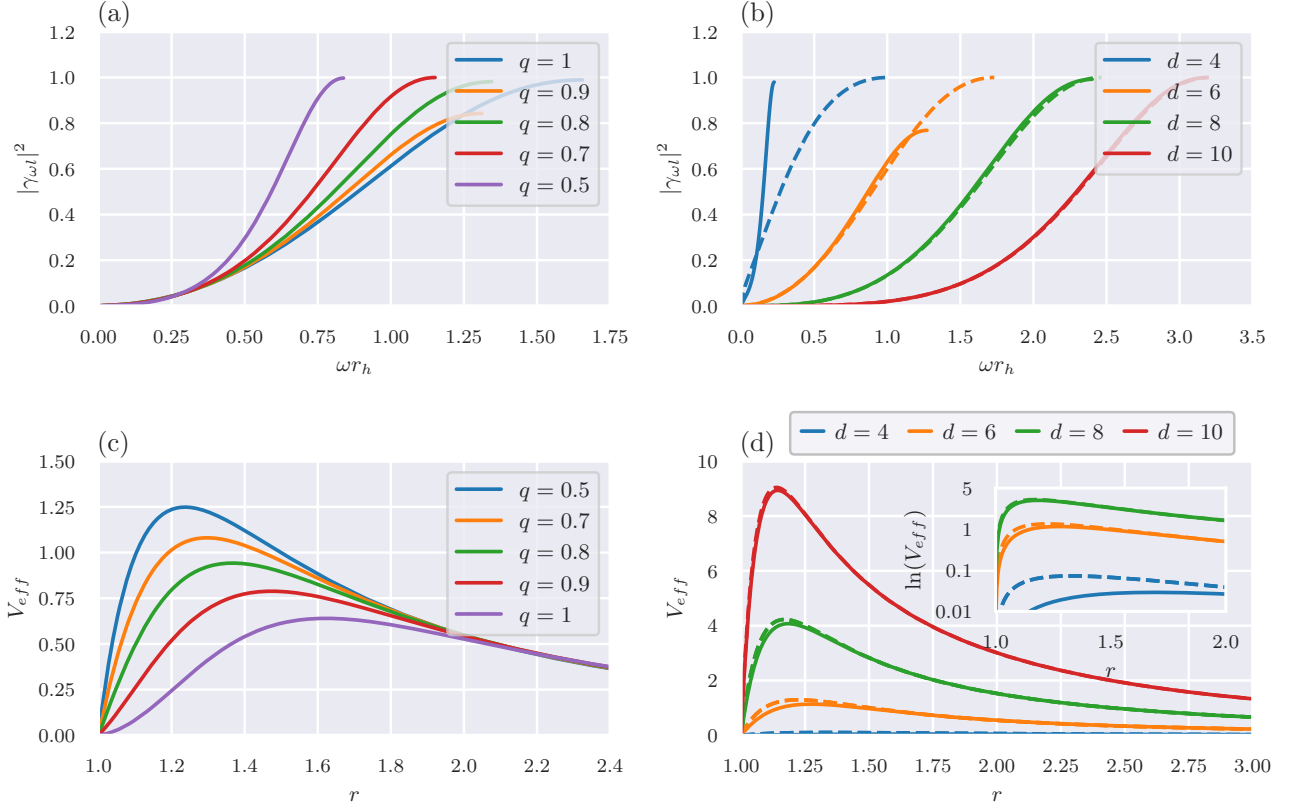 (a)
1.2
1.0
0.8
0.6
0.4
0.2
0.0
|γωl|²
0.00 0.25 0.50 0.75 1.00 1.25 1.50 1.75
ωr_h
q = 1
q = 0.9
q = 0.8
q = 0.7
q = 0.5
(b)
1.2
1.0
0.8
0.6
0.4
0.2
0.0
|γωl|²
0.0 0.5 1.0 1.5 2.0 2.5 3.0 3.5
ωr_h
d = 4
d = 6
d = 8
d = 10
(c)
1.50
1.25
1.00
0.75
0.50
0.25
0.00
V_eff
1.0 1.2 1.4 1.6 1.8 2.0 2.2 2.4
r
q = 0.5
q = 0.7
q = 0.8
q = 0.9
q = 1
(d)
d = 4 d = 6 d = 8 d = 10
10
8
6
4
2
0
V_eff
1.00 1.25 1.50 1.75 2.00 2.25 2.50 2.75 3.00
r
5
1
0.1
0.01
ln(V_eff)
1.0 1.5 2.0
r